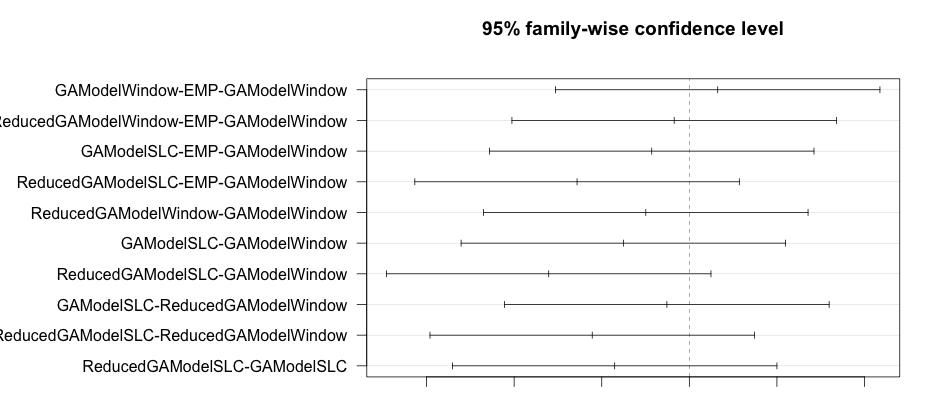 95% family-wise confidence level
GAModelWindow-EMP-GAModelWindow
ReducedGAModelWindow-EMP-GAModelWindow
GAModelSLC-EMP-GAModelWindow
ReducedGAModelSLC-EMP-GAModelWindow
ReducedGAModelWindow-GAModelWindow
GAModelSLC-GAModelWindow
ReducedGAModelSLC-GAModelWindow
GAModelSLC-ReducedGAModelWindow
ReducedGAModelSLC-ReducedGAModelWindow
ReducedGAModelSLC-GAModelSLC